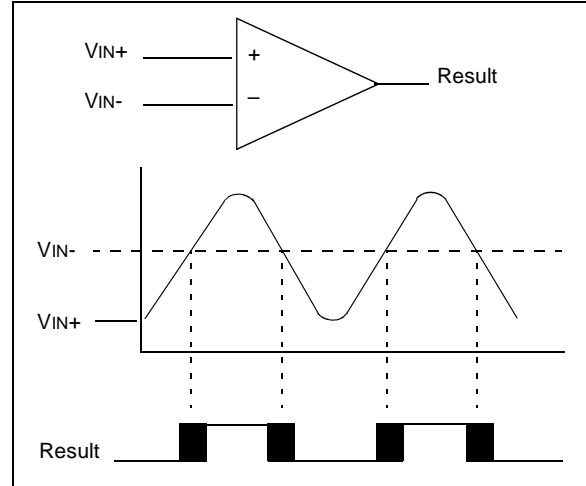 VIN+
+
Result
VIN-
–
VIN-
VIN+
Result